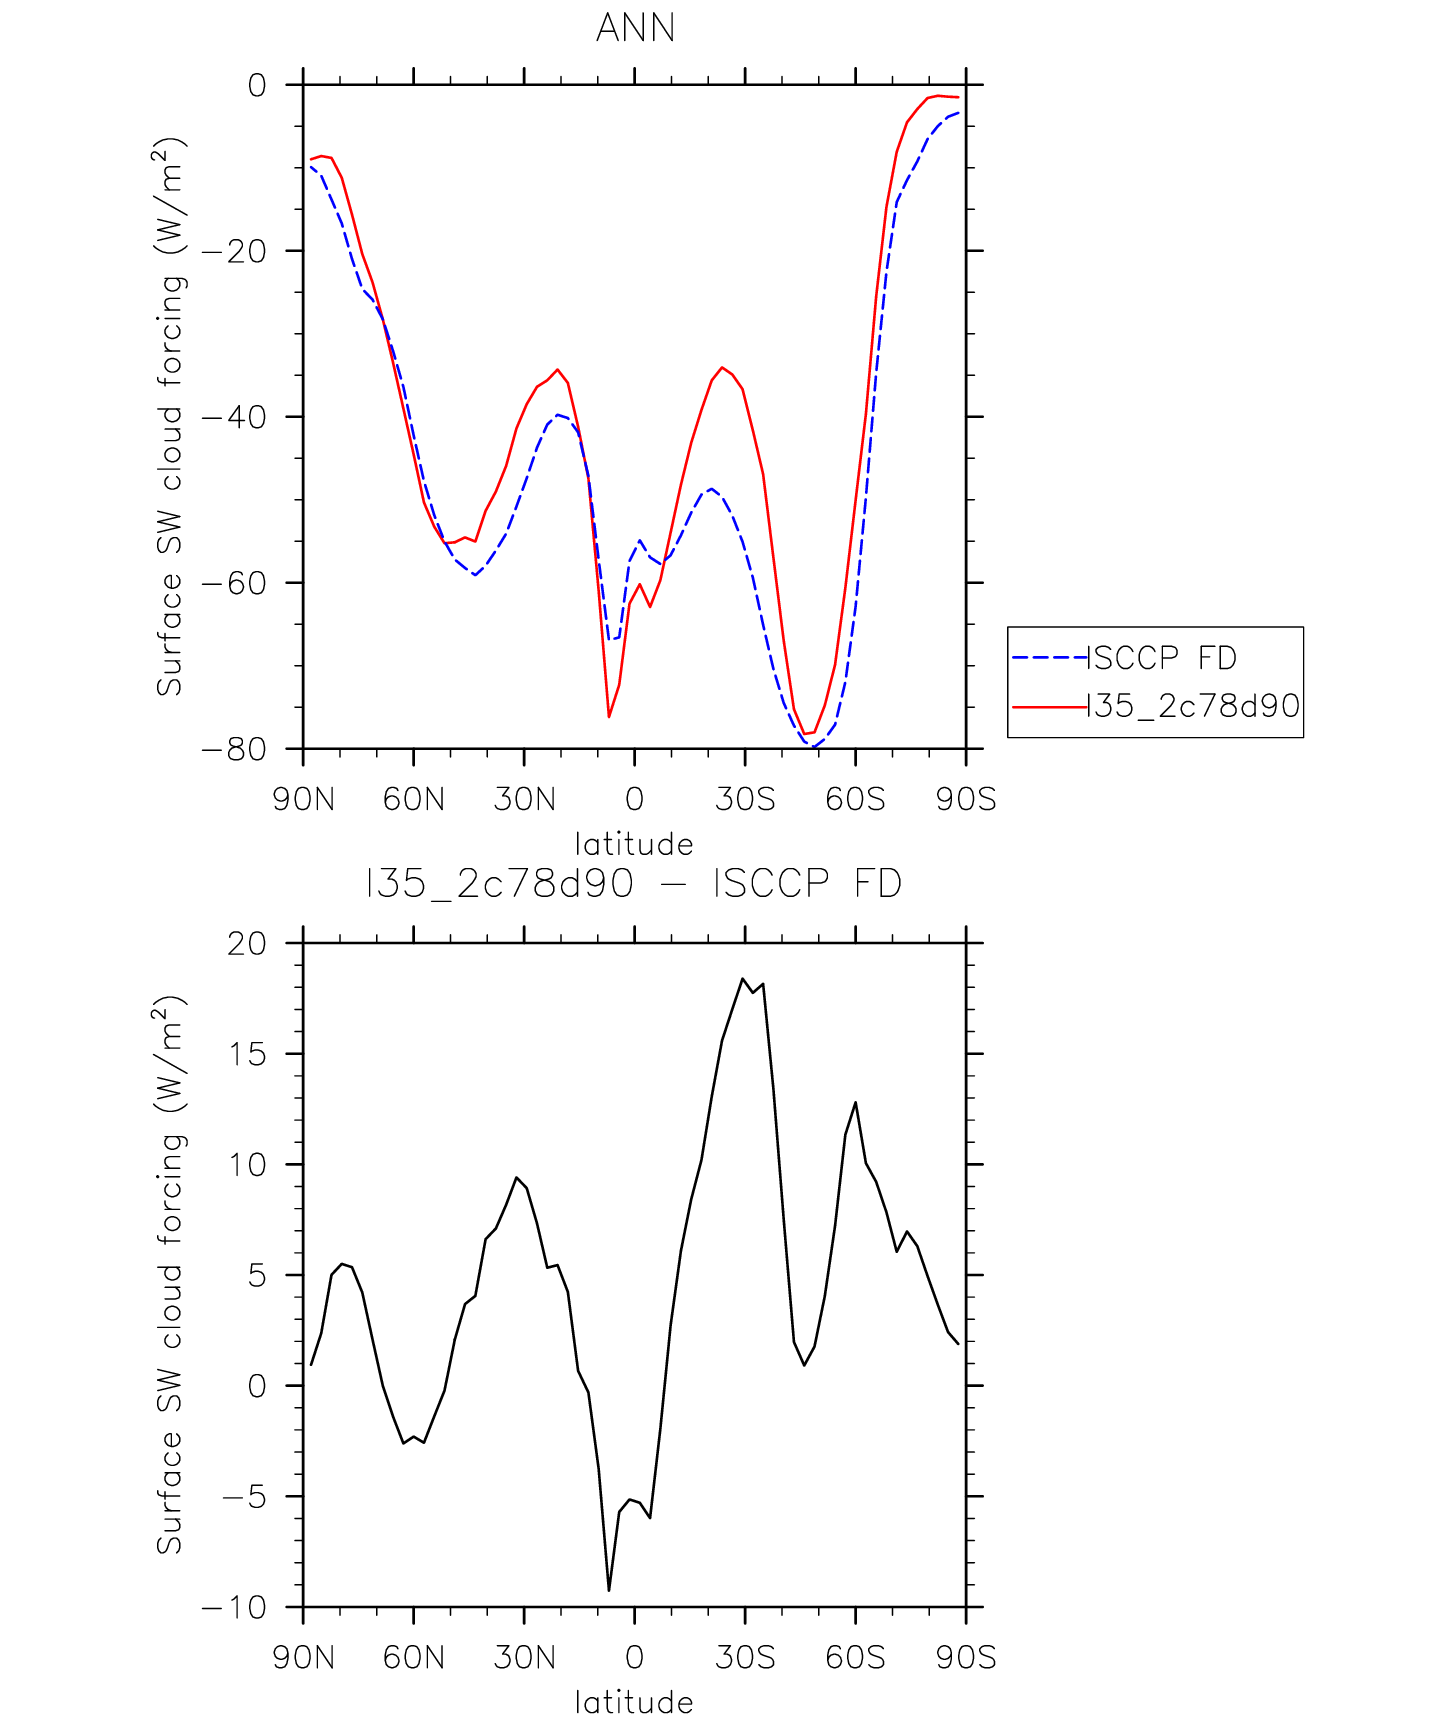 ANN
Surface SW cloud forcing (W/m²)
0
−20
−40
−60
−80
90N 60N 30N 0 30S 60S 90S
latitude
ISCCP FD
I35_2c78d90
I35_2c78d90 − ISCCP FD
Surface SW cloud forcing (W/m²)
20
15
10
5
0
−5
−10
90N 60N 30N 0 30S 60S 90S
latitude